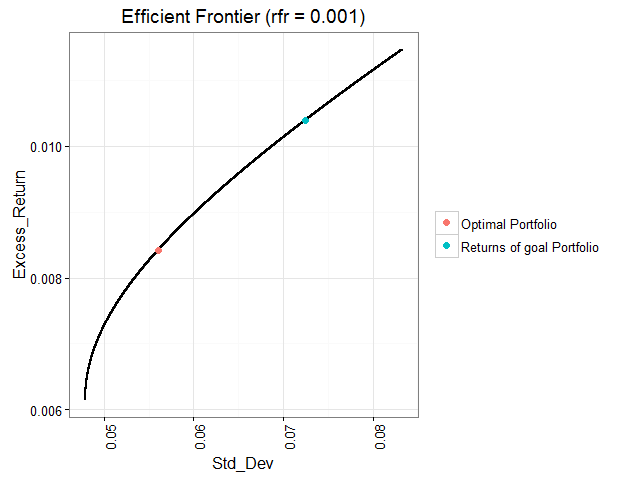 Efficient Frontier (rfr = 0.001)
Excess_Return
0.010
0.008
0.006
0.05
0.06
0.07
0.08
Std_Dev
Optimal Portfolio
Returns of goal Portfolio